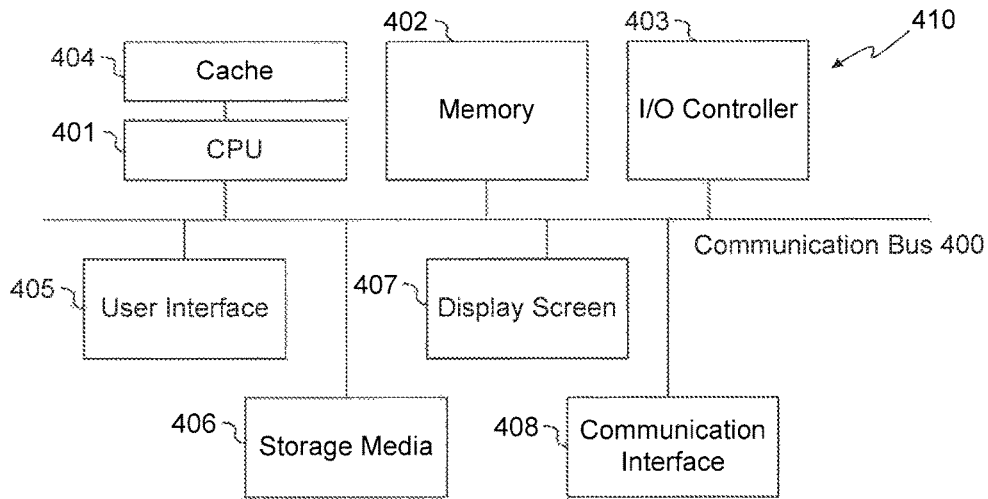 402
403
410
404
Cache
Memory
I/O Controller
401
CPU
Communication Bus 400
405
User Interface
407
Display Screen
406
Storage Media
408
Communication
Interface